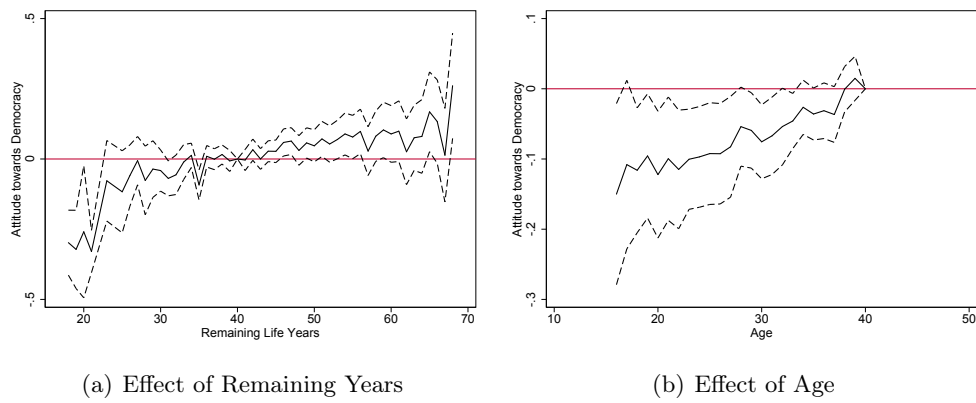 .5
0
-.5
Attitude towards Democracy
20 30 40 50 60 70
Remaining Life Years
(a) Effect of Remaining Years
.1
0
-.1
-.2
-.3
Attitude towards Democracy
10 20 30 40 50
Age
(b) Effect of Age